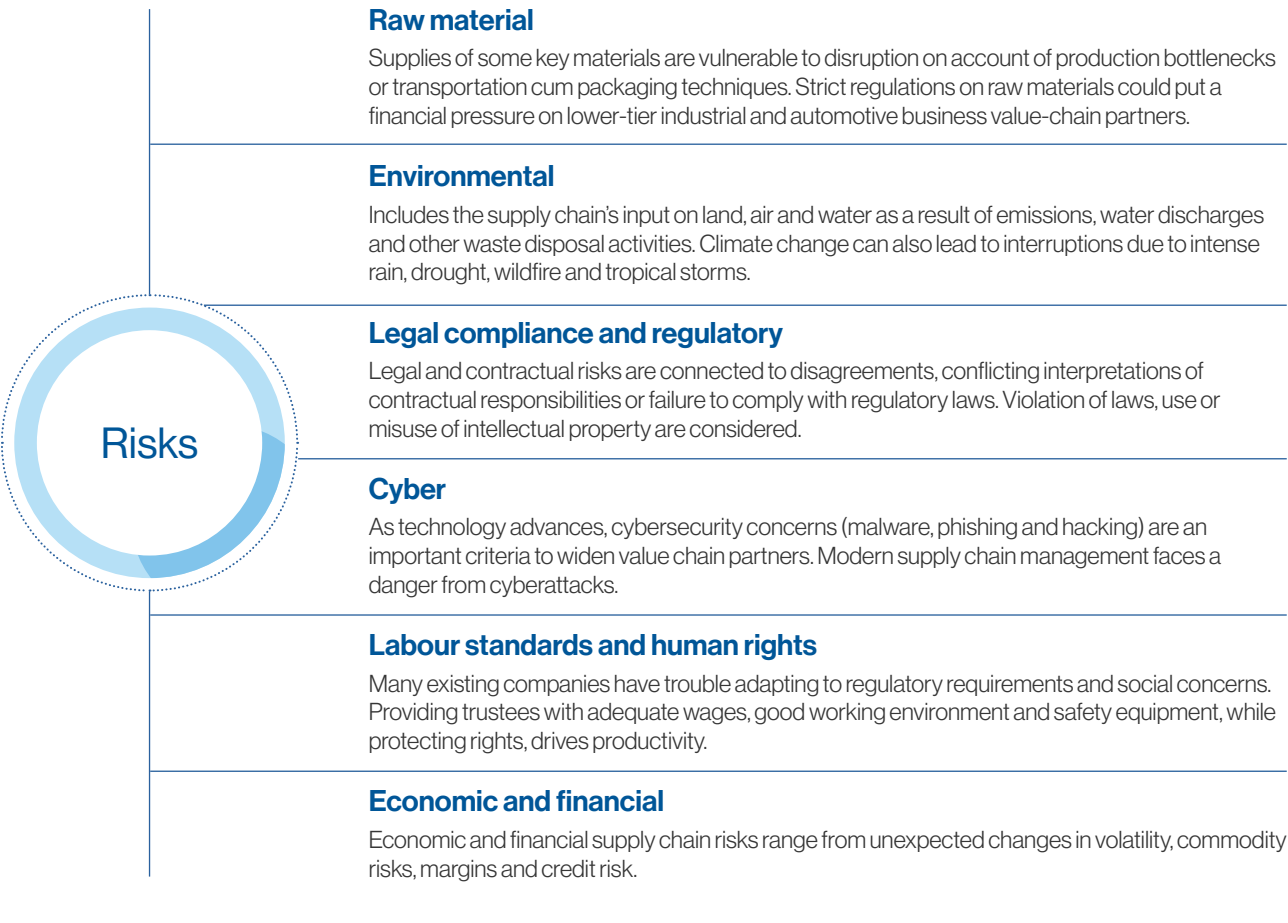 Raw material
Supplies of some key materials are vulnerable to disruption on account of production bottlenecks
or transportation cum packaging techniques. Strict regulations on raw materials could put a
financial pressure on lower-tier industrial and automotive business value-chain partners.
Environmental
Includes the supply chain's input on land, air and water as a result of emissions, water discharges
and other waste disposal activities. Climate change can also lead to interruptions due to intense
rain, drought, wildfire and tropical storms.
Legal compliance and regulatory
Legal and contractual risks are connected to disagreements, conflicting interpretations of
contractual responsibilities or failure to comply with regulatory laws. Violation of laws, use or
misuse of intellectual property are considered.
Risks
Cyber
As technology advances, cybersecurity concerns (malware, phishing and hacking) are an
important criteria to widen value chain partners. Modern supply chain management faces a
danger from cyberattacks.
Labour standards and human rights
Many existing companies have trouble adapting to regulatory requirements and social concerns.
Providing trustees with adequate wages, good working environment and safety equipment, while
protecting rights, drives productivity.
Economic and financial
Economic and financial supply chain risks range from unexpected changes in volatility, commodity
risks, margins and credit risk.